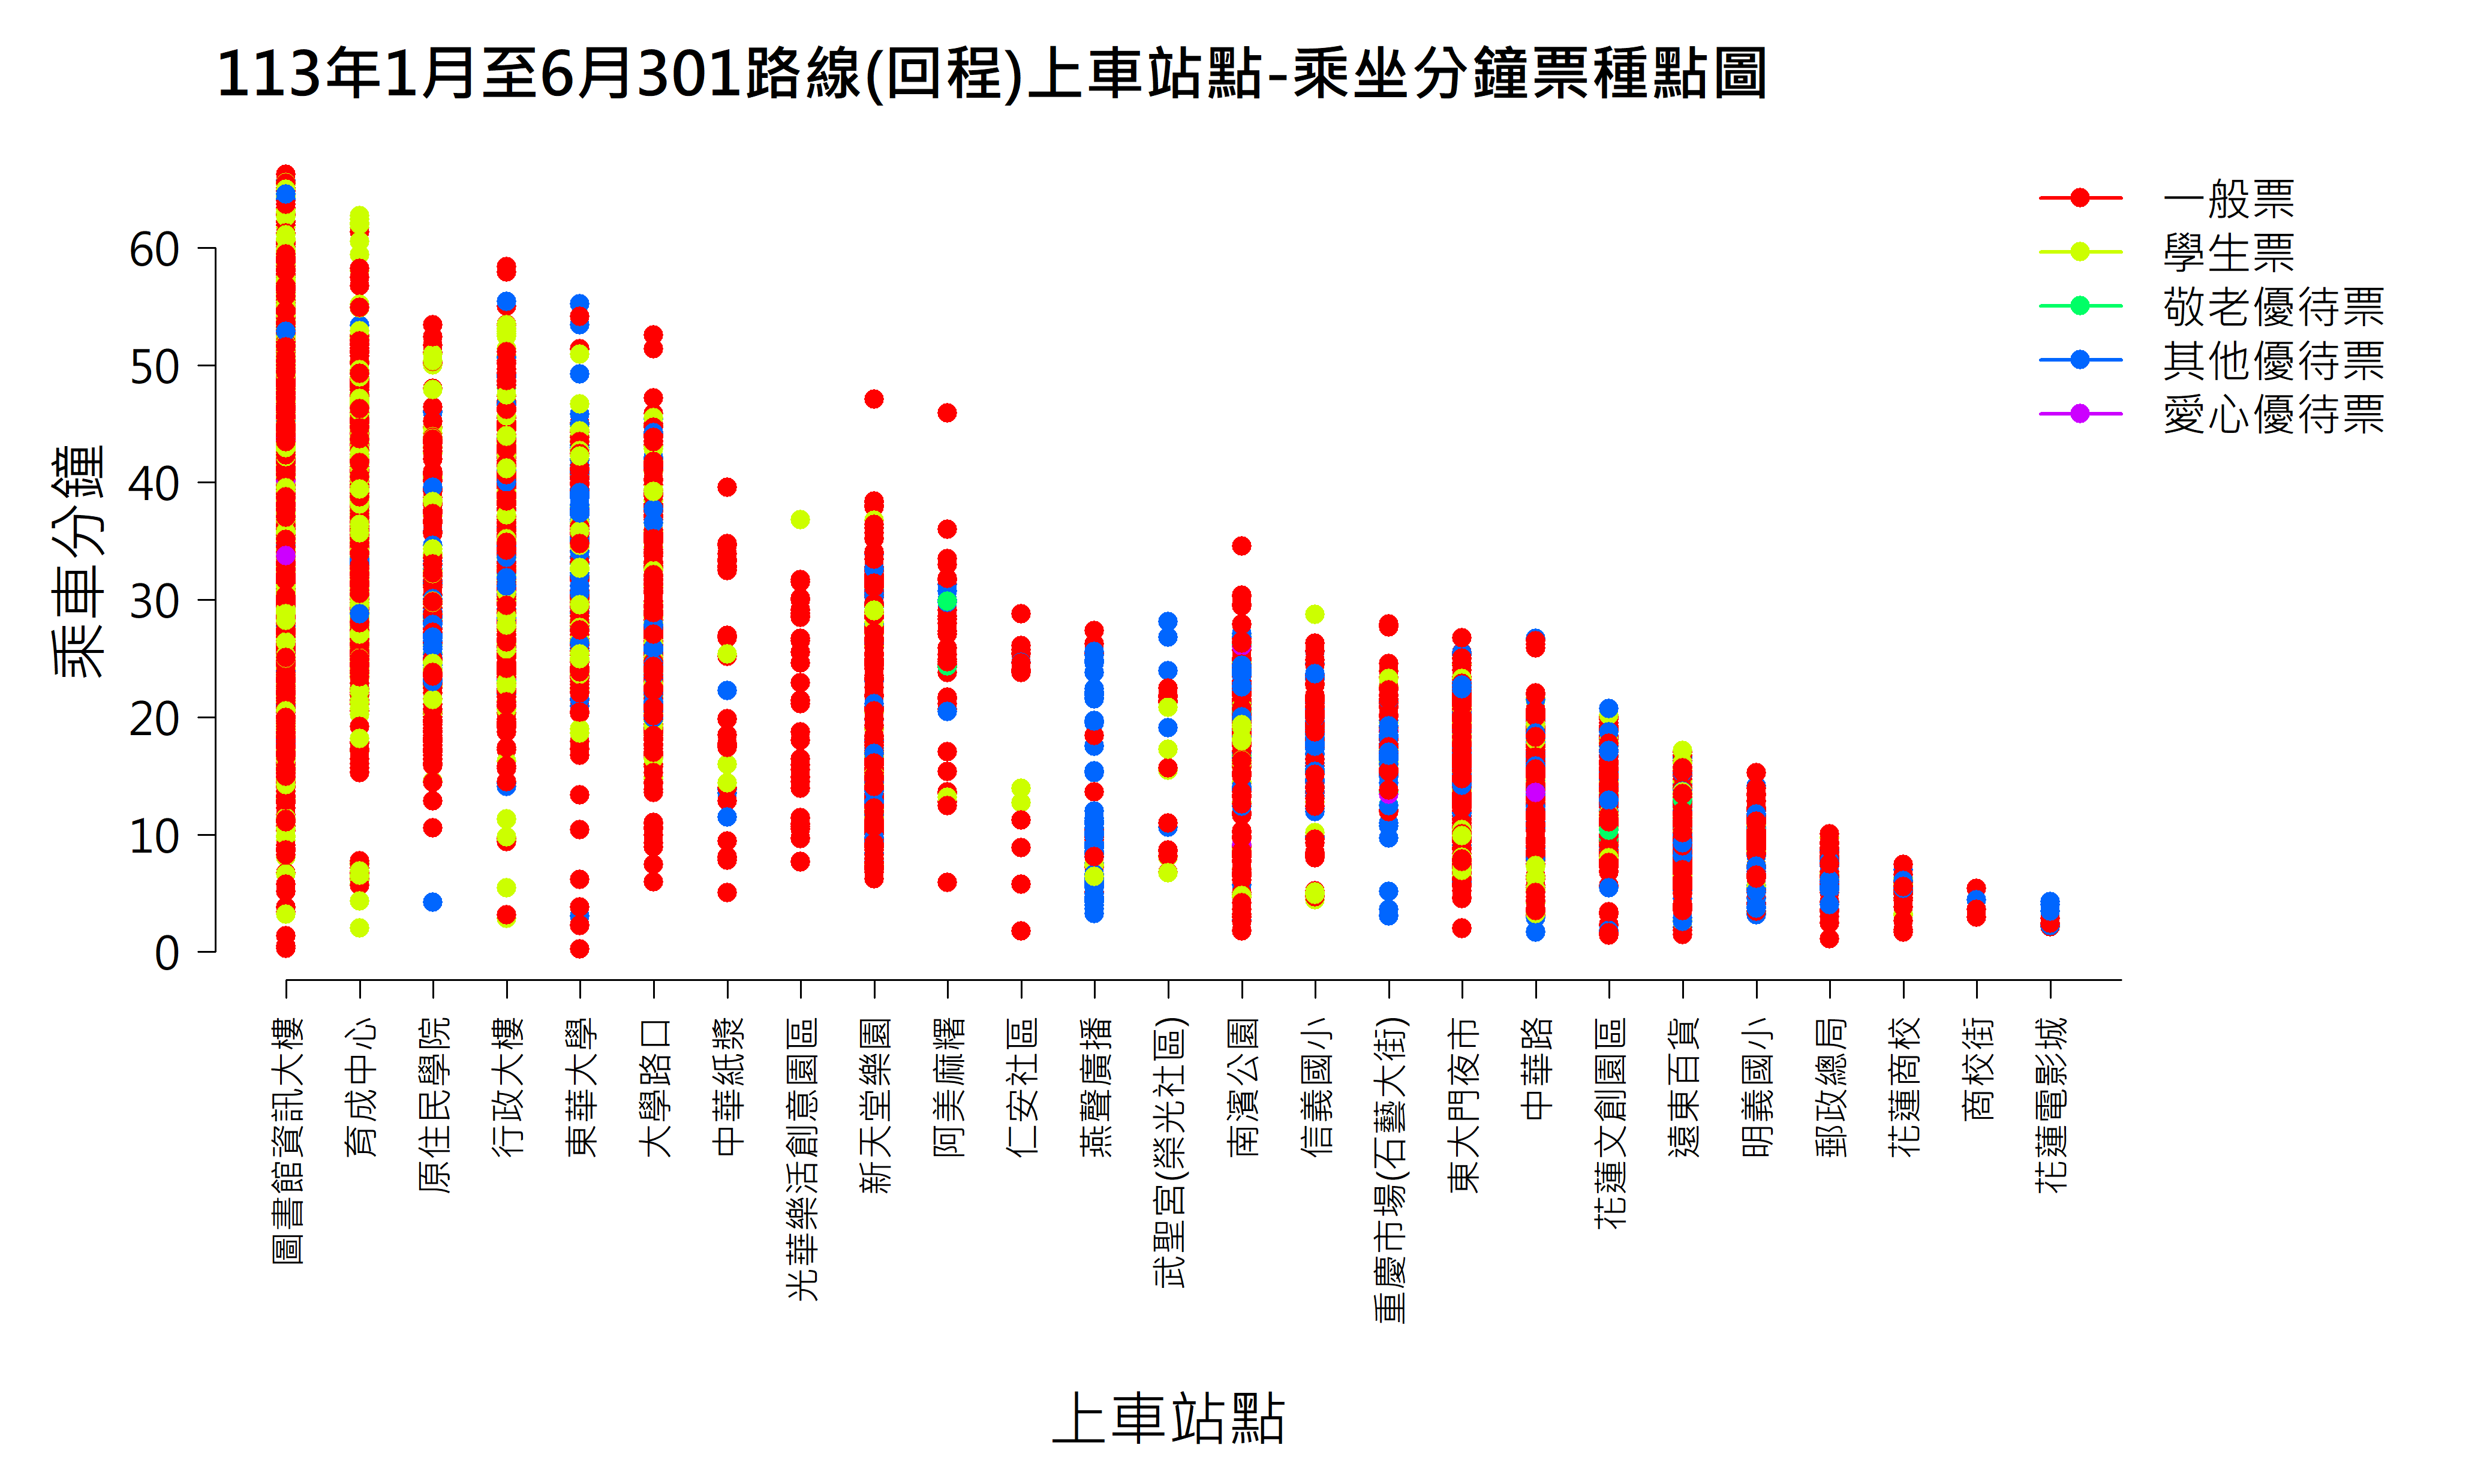 113年1月至6月301路線(回程)上車站點-乘坐分鐘票種點圖
一般票
學生票
敬老優待票
其他優待票
愛心優待票
乘車分鐘
60
50
40
30
20
10
0
圖書館資訊大樓
育成中心
原住民學院
行政大樓
東華大學
大學路口
中華紙漿
光華樂活創意園區
新天堂樂園
阿美麻糬
仁安社區
燕聲廣播
武聖宮(榮光社區)
南濱公園
信義國小
重慶市場(石藝大街)
東大門夜市
中華路
花蓮文創園區
遠東百貨
明義國小
郵政總局
花蓮商校
商校街
花蓮電影城
上車站點